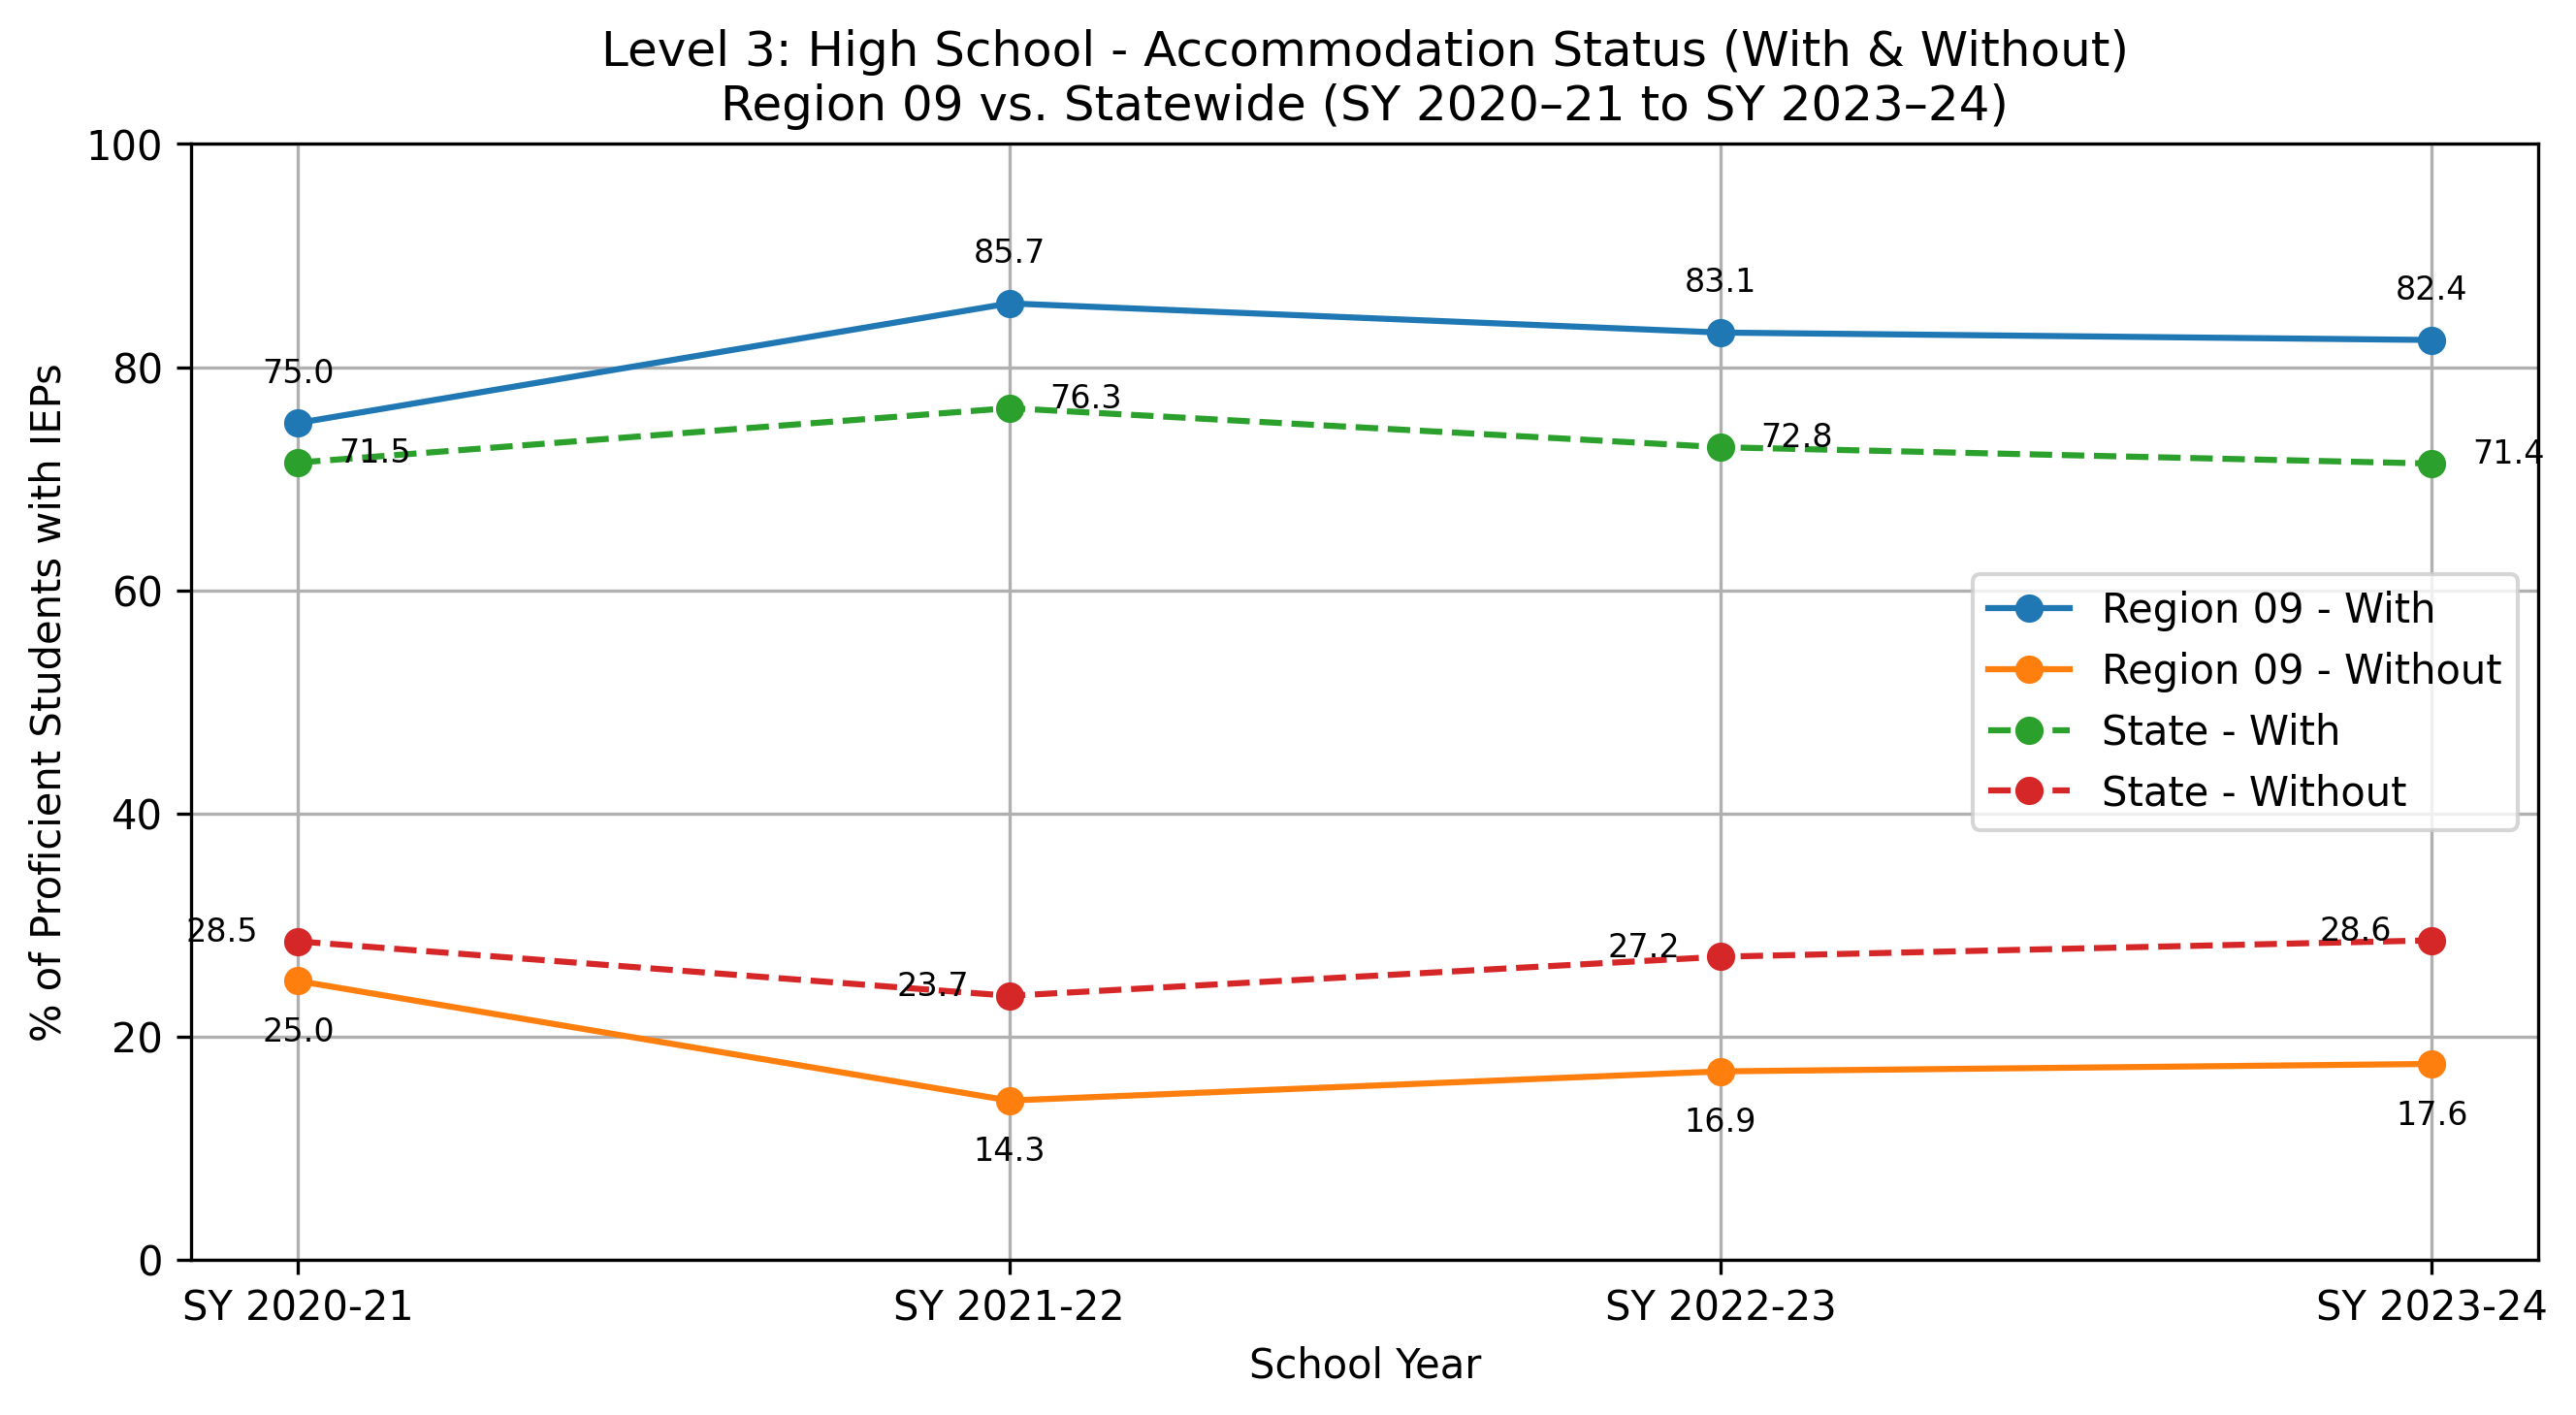 Level 3: High School - Accommodation Status (With & Without)
Region 09 vs. Statewide (SY 2020–21 to SY 2023–24)
% of Proficient Students with IEPs
100
80
60
40
20
0
75.0
85.7
83.1
82.4
71.5
76.3
72.8
71.4
Region 09 - With
Region 09 - Without
State - With
State - Without
28.5
23.7
27.2
28.6
25.0
14.3
16.9
17.6
SY 2020-21
SY 2021-22
SY 2022-23
SY 2023-24
School Year